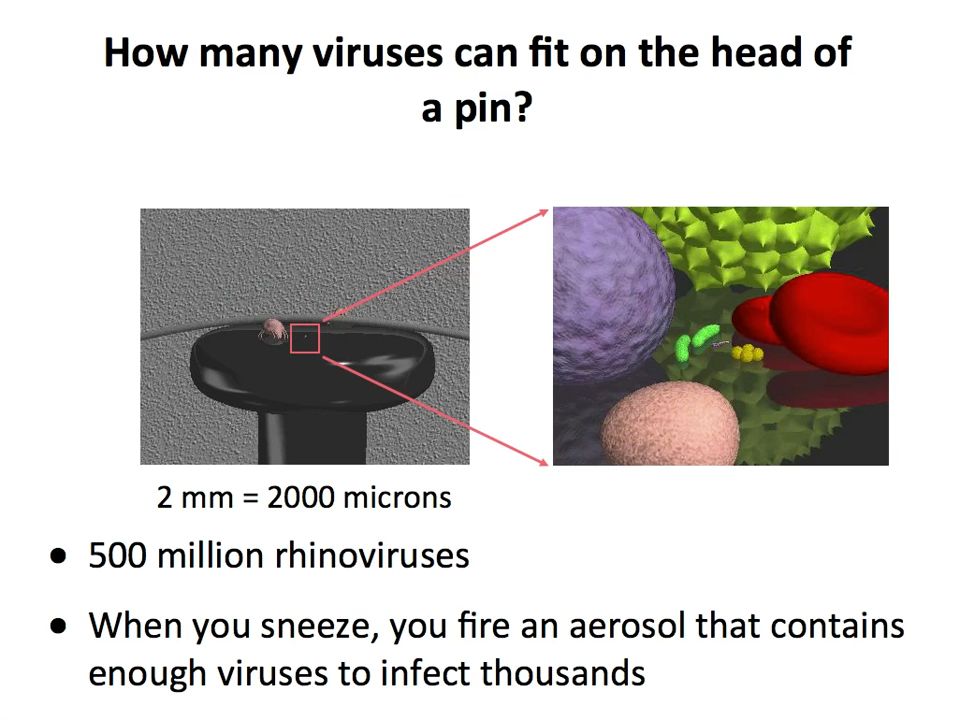 How many viruses can fit on the head of
a pin?
2 mm = 2000 microns
• 500 million rhinoviruses
• When you sneeze, you fire an aerosol that contains
enough viruses to infect thousands